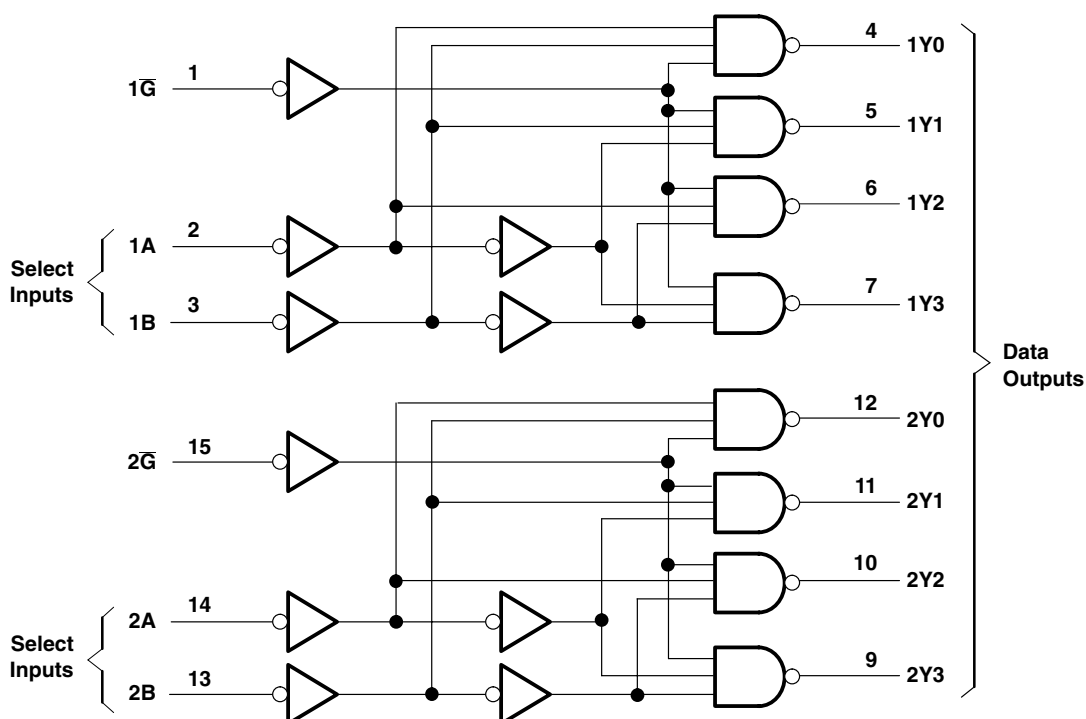 1G̅ 1
1A 2
1B 3
Select
Inputs
4 1Y0
5 1Y1
6 1Y2
7 1Y3
Data
Outputs
2G̅ 15
2A 14
2B 13
Select
Inputs
12 2Y0
11 2Y1
10 2Y2
9 2Y3